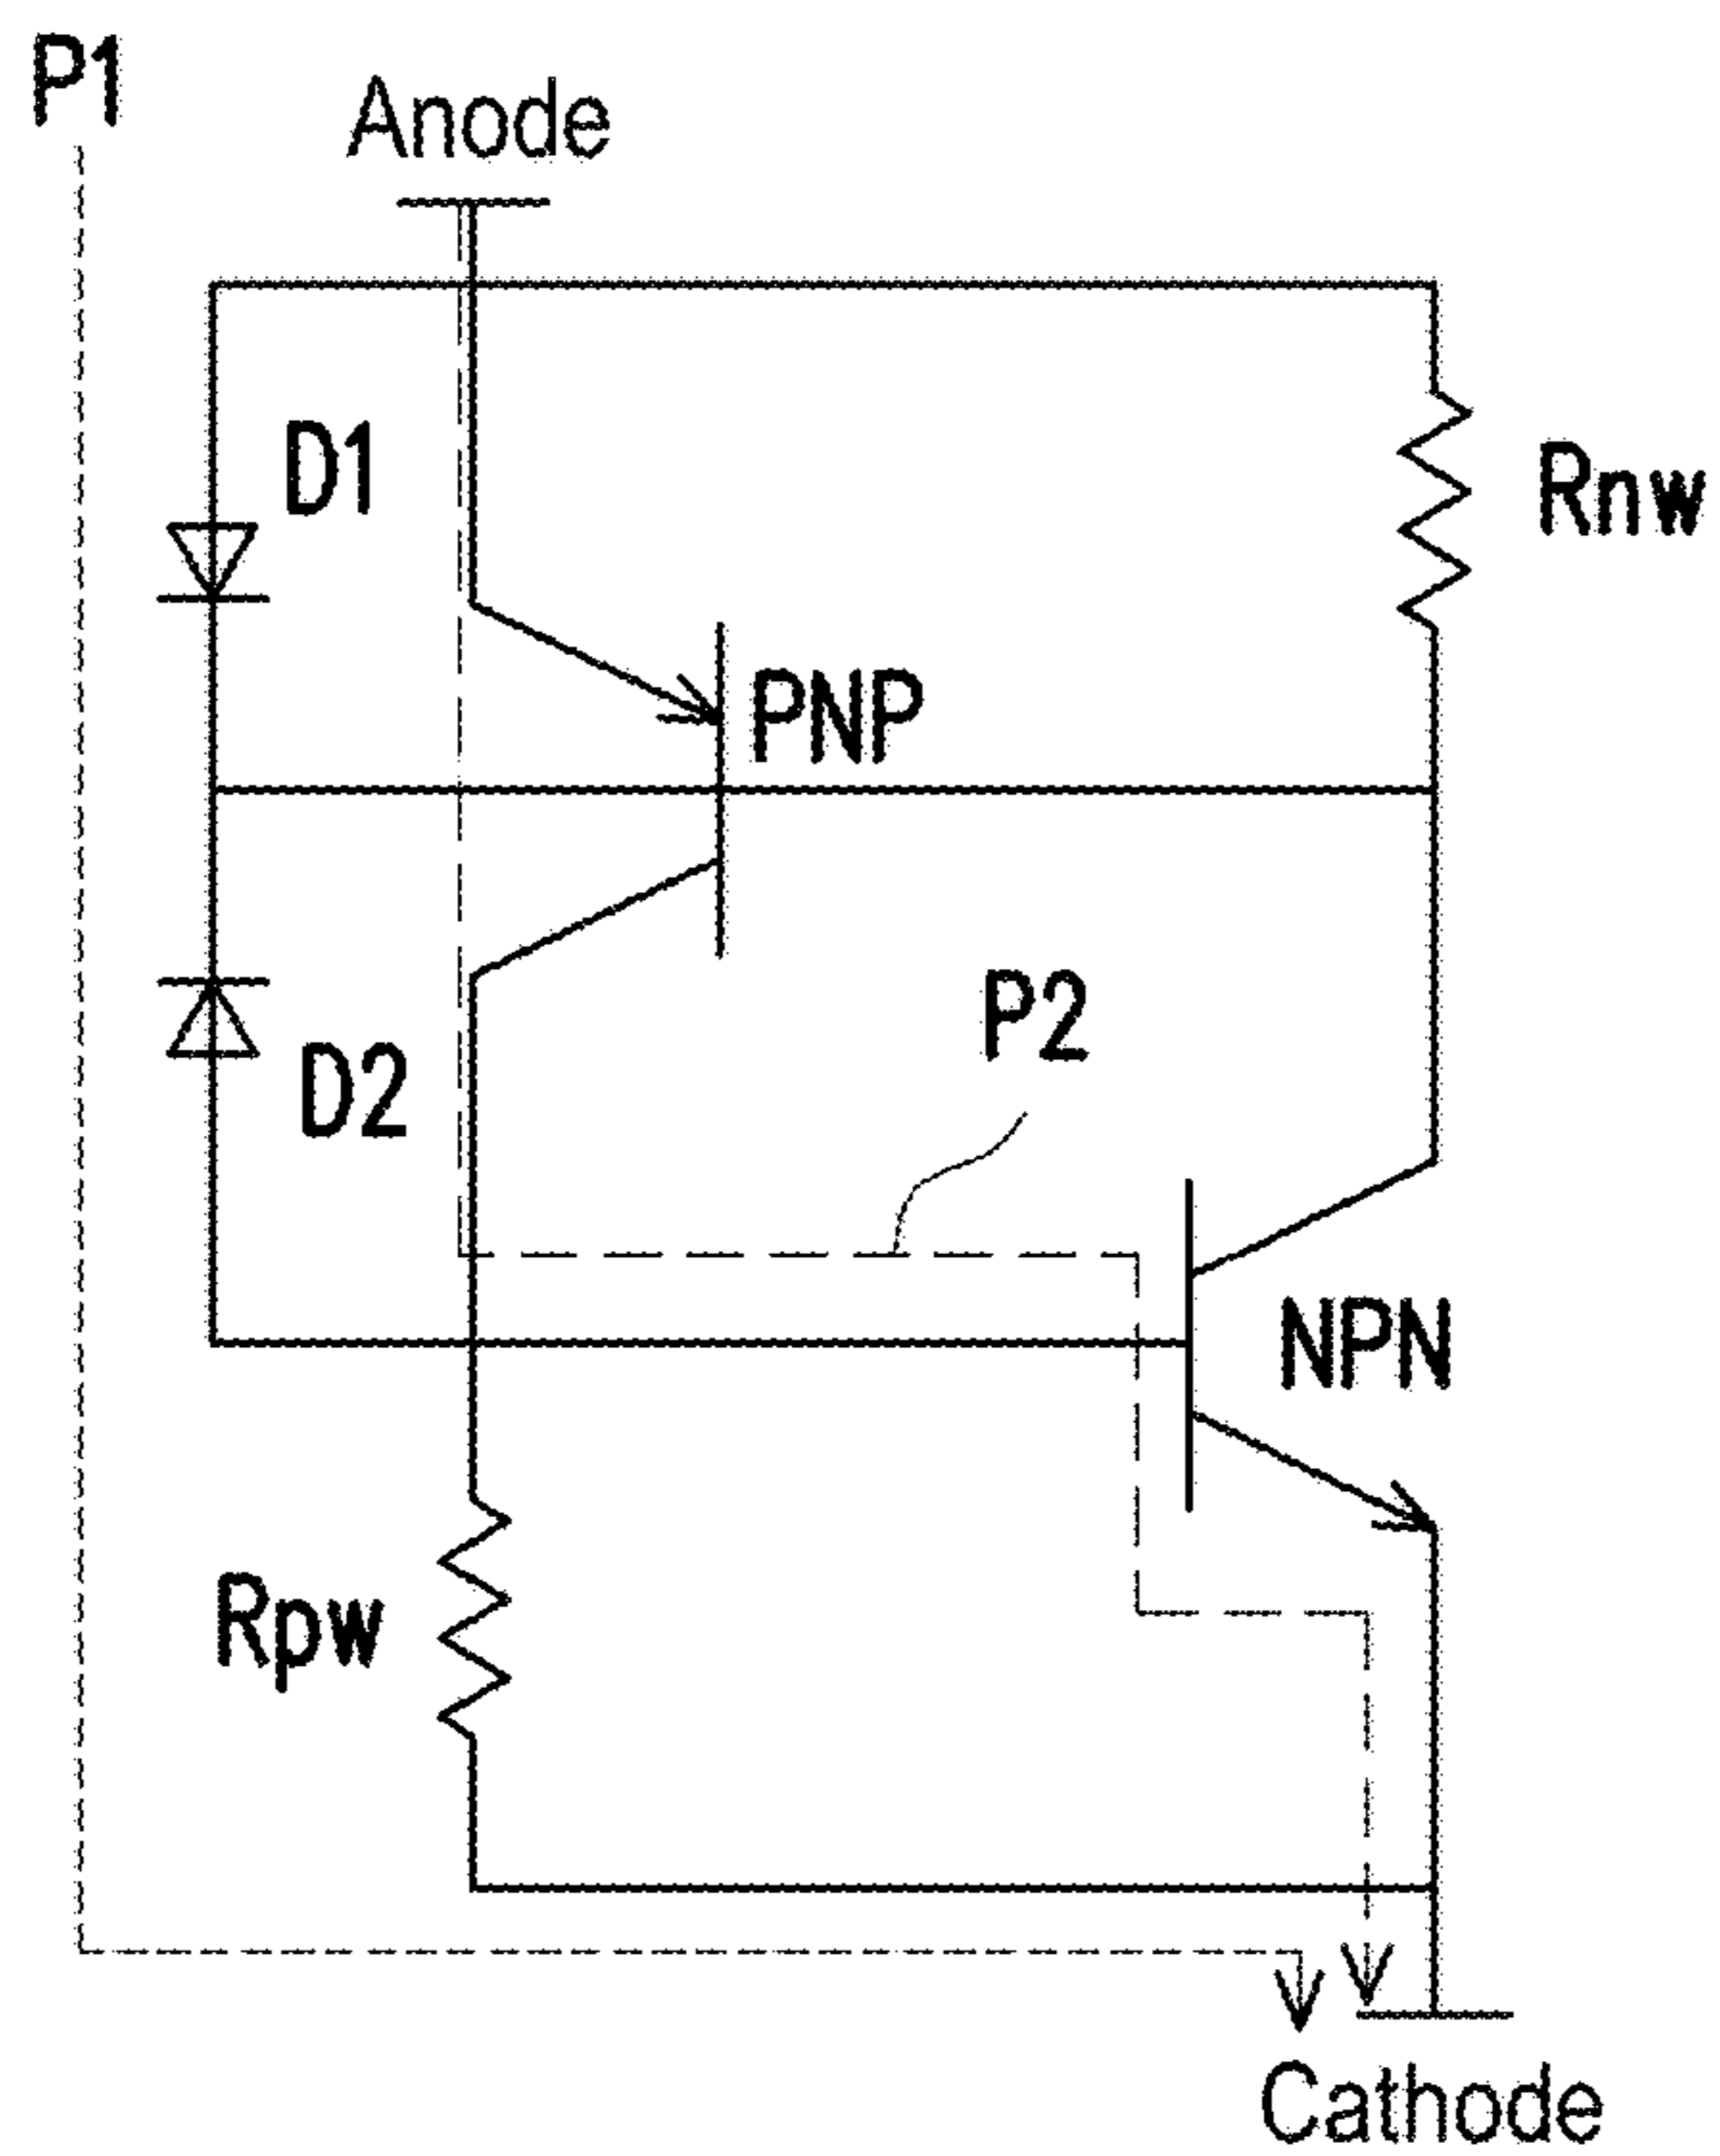 P1
Anode
D1
Rnw
PNP
P2
D2
NPN
Rpw
Cathode